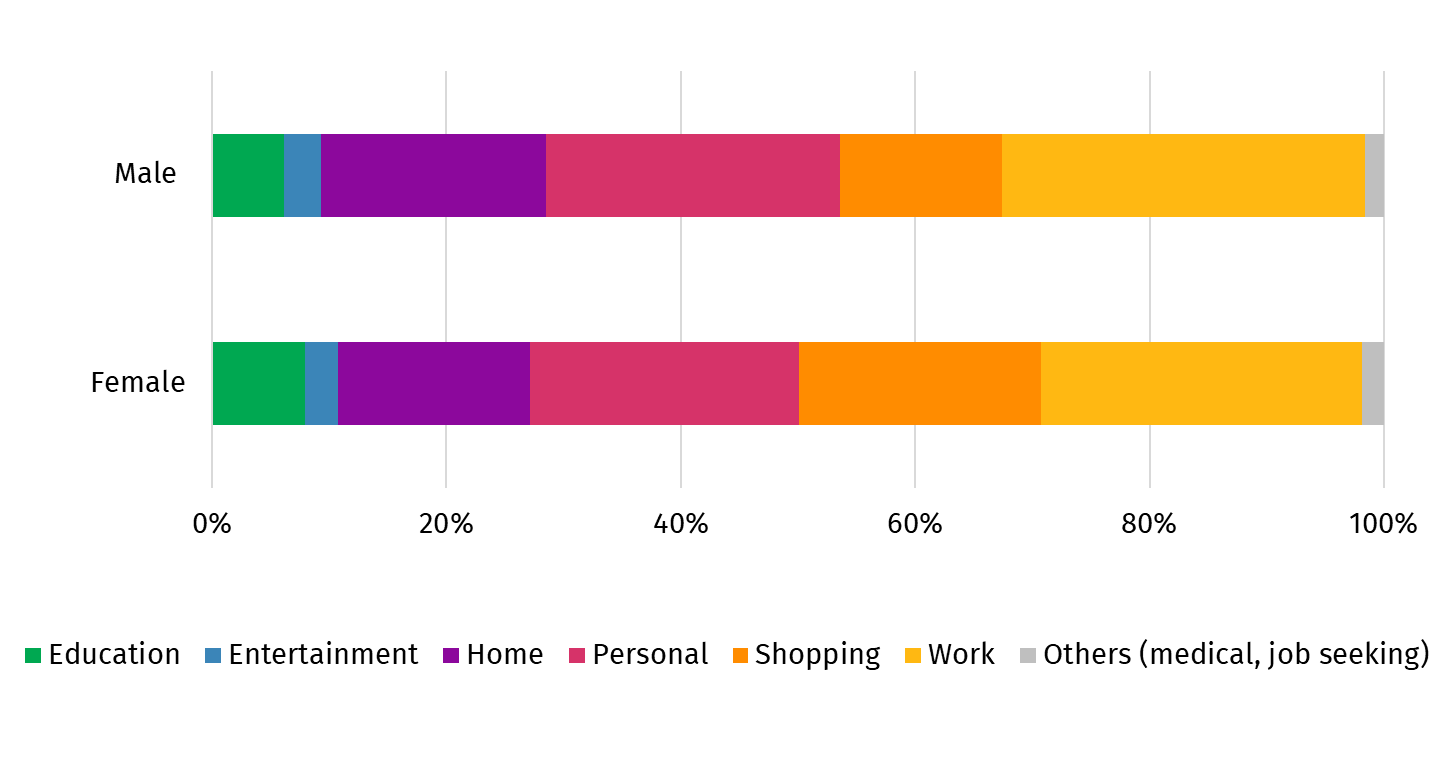 Male
Female
0% 20% 40% 60% 80% 100%
Education Entertainment Home Personal Shopping Work Others (medical, job seeking)